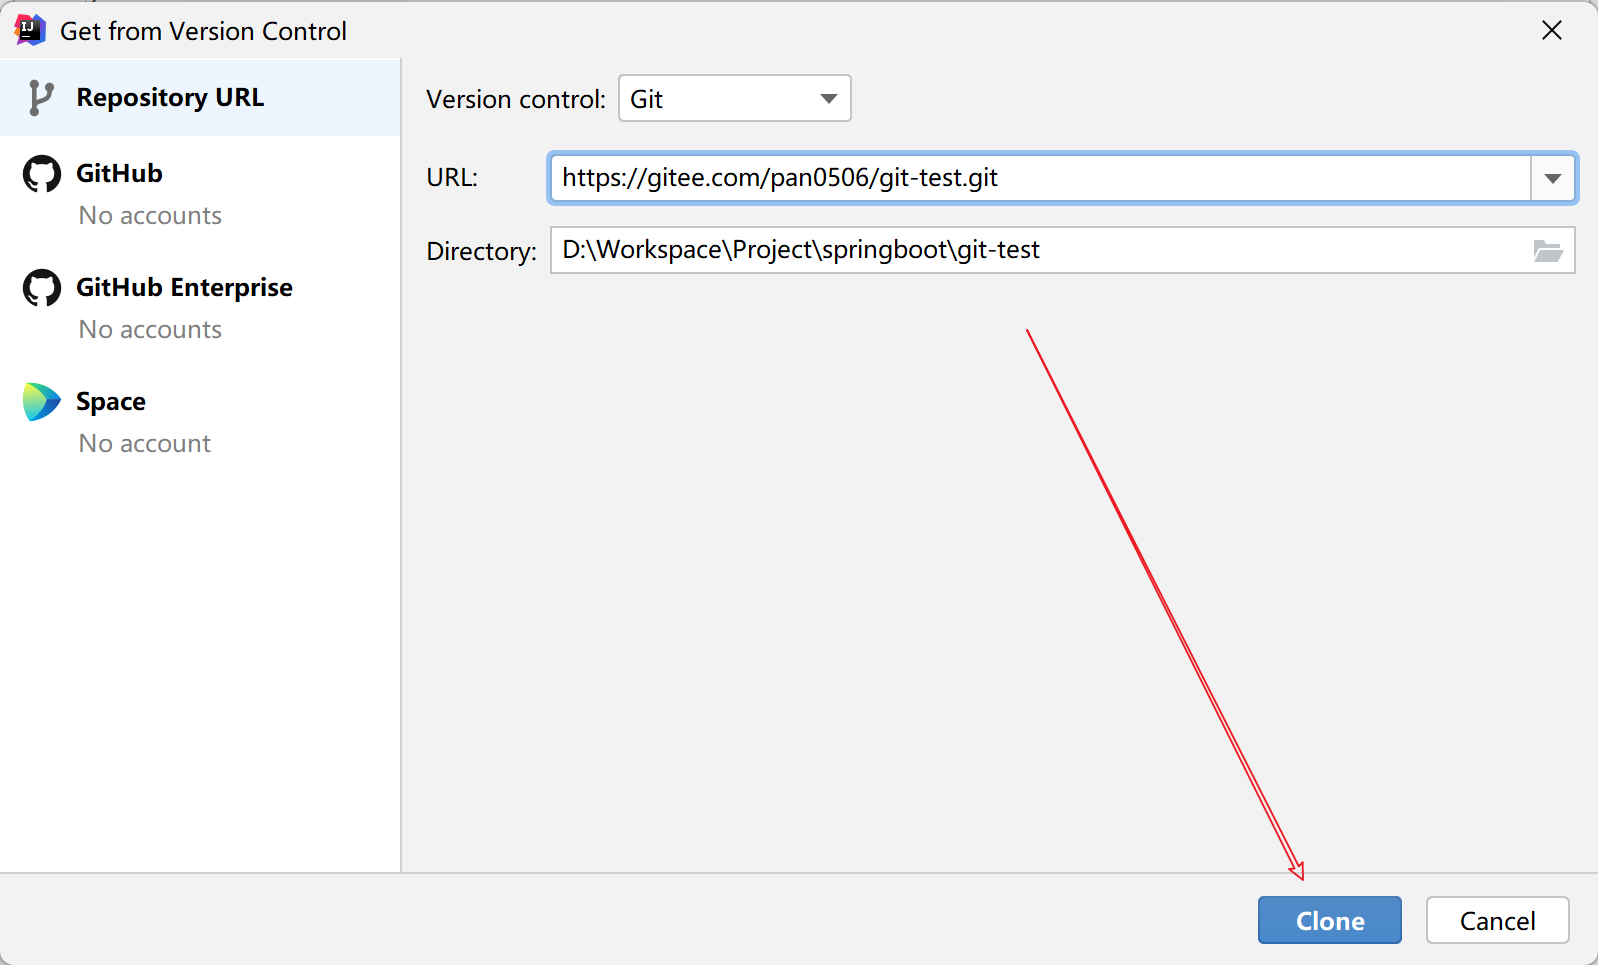 IJ
Get from Version Control
Repository URL
GitHub
No accounts
GitHub Enterprise
No accounts
Space
No account
Version control: Git
URL: https://gitee.com/pan0506/git-test.git
Directory: D:\Workspace\Project\springboot\git-test
Clone Cancel